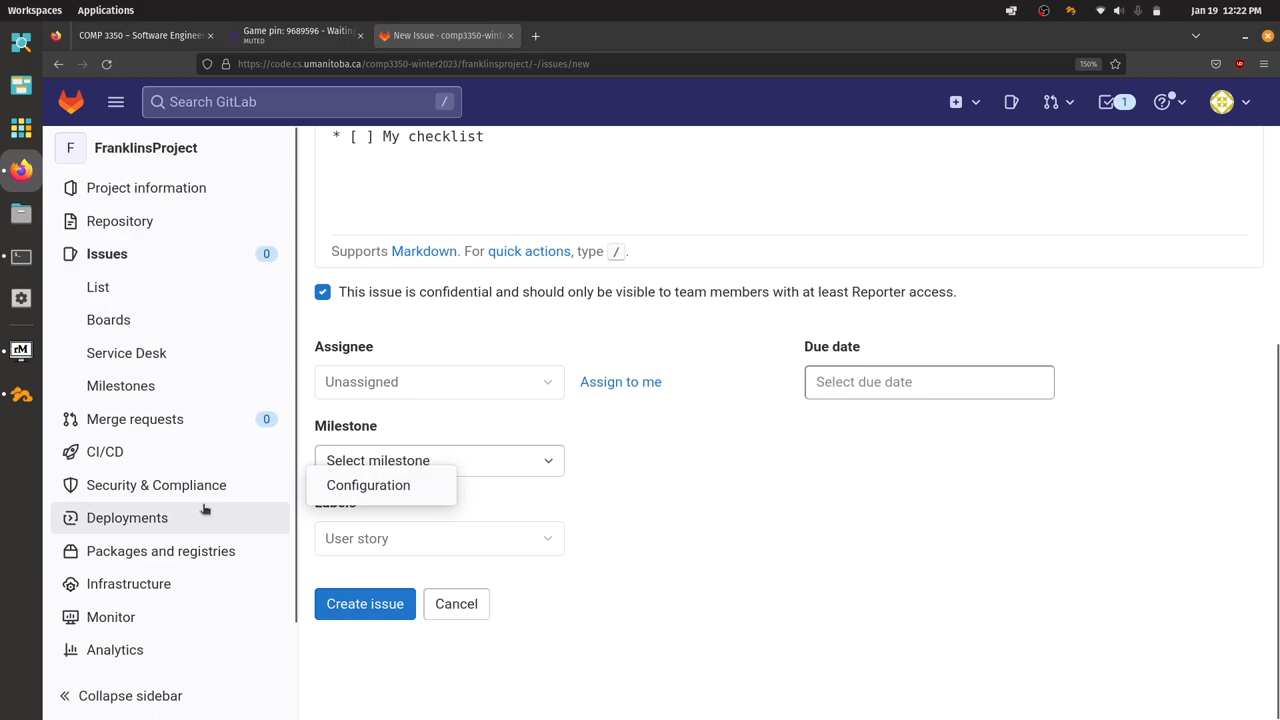 Workspaces Applications Jan 19 12:22 PM
COMP 3350 – Software Enginee × Game pin: 9689596 - Waitin × New Issue · comp3350-wint × +
MUTED
https://code.cs.umanitoba.ca/comp3350-winter2023/franklinsproject/-/issues/new 150%
Search GitLab / 1
F FranklinsProject
Project information
Repository
Issues 0
List
Boards
Service Desk
Milestones
Merge requests 0
CI/CD
Security & Compliance
Deployments
Packages and registries
Infrastructure
Monitor
Analytics
Collapse sidebar
* [ ] My checklist
Supports Markdown. For quick actions, type /.
This issue is confidential and should only be visible to team members with at least Reporter access.
Assignee
Unassigned Assign to me
Due date
Select due date
Milestone
Select milestone
Configuration
Labels
User story
Create issue Cancel